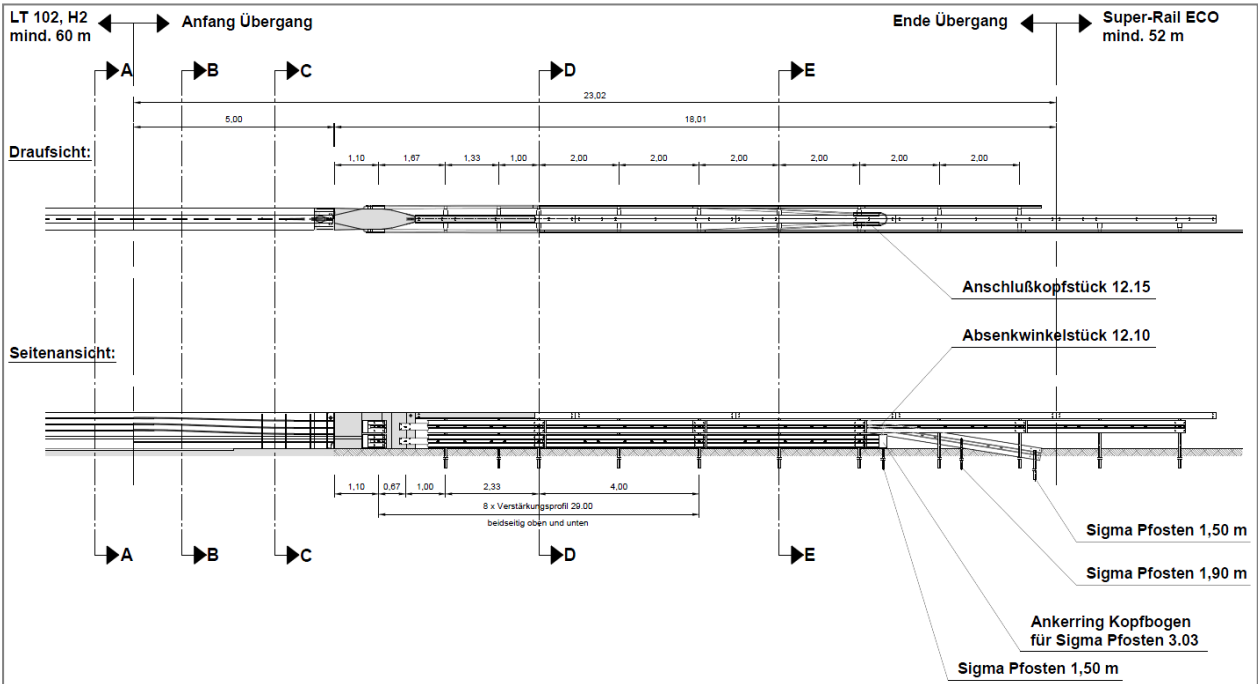 LT 102, H2
mind. 60 m
Anfang Übergang
Ende Übergang
Super-Rail ECO
mind. 52 m
A
B
C
D
E
23,02
5,00
18,01
Draufsicht:
1,10
1,67
1,33
1,00
2,00
2,00
2,00
2,00
2,00
2,00
Anschlußkopfstück 12.15
Absenkwinkelstück 12.10
Seitenansicht:
1,10
0,67
1,00
2,33
4,00
8 x Verstärkungsprofil 29.00
beidseitig oben und unten
A
B
C
D
E
Sigma Pfosten 1,50 m
Sigma Pfosten 1,90 m
Ankerring Kopfbogen
für Sigma Pfosten 3.03
Sigma Pfosten 1,50 m